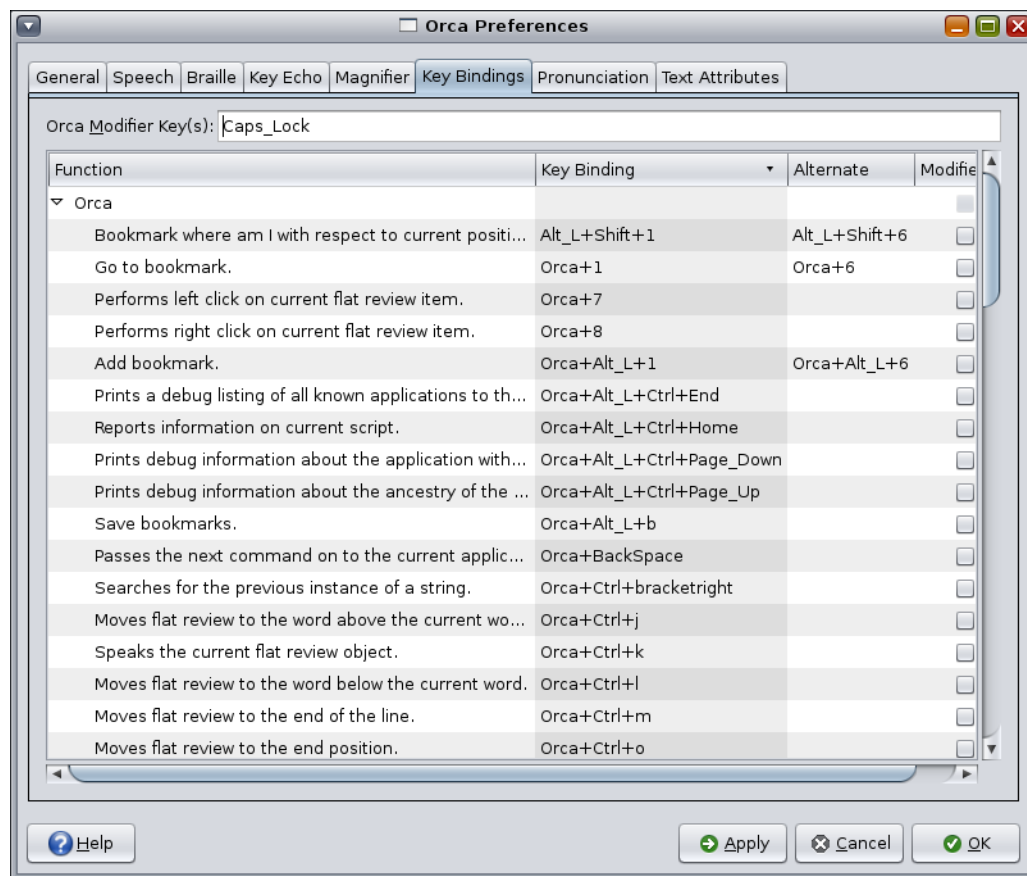 Orca Preferences
General Speech Braille Key Echo Magnifier Key Bindings Pronunciation Text Attributes
Orca Modifier Key(s): Caps_Lock
Function Key Binding Alternate Modifie
Orca
Bookmark where am I with respect to current positi... Alt_L+Shift+1 Alt_L+Shift+6
Go to bookmark. Orca+1 Orca+6
Performs left click on current flat review item. Orca+7
Performs right click on current flat review item. Orca+8
Add bookmark. Orca+Alt_L+1 Orca+Alt_L+6
Prints a debug listing of all known applications to th... Orca+Alt_L+Ctrl+End
Reports information on current script. Orca+Alt_L+Ctrl+Home
Prints debug information about the application with... Orca+Alt_L+Ctrl+Page_Down
Prints debug information about the ancestry of the ... Orca+Alt_L+Ctrl+Page_Up
Save bookmarks. Orca+Alt_L+b
Passes the next command on to the current applic... Orca+BackSpace
Searches for the previous instance of a string. Orca+Ctrl+bracketright
Moves flat review to the word above the current wo... Orca+Ctrl+j
Speaks the current flat review object. Orca+Ctrl+k
Moves flat review to the word below the current word. Orca+Ctrl+l
Moves flat review to the end of the line. Orca+Ctrl+m
Moves flat review to the end position. Orca+Ctrl+o
Help Apply Cancel OK